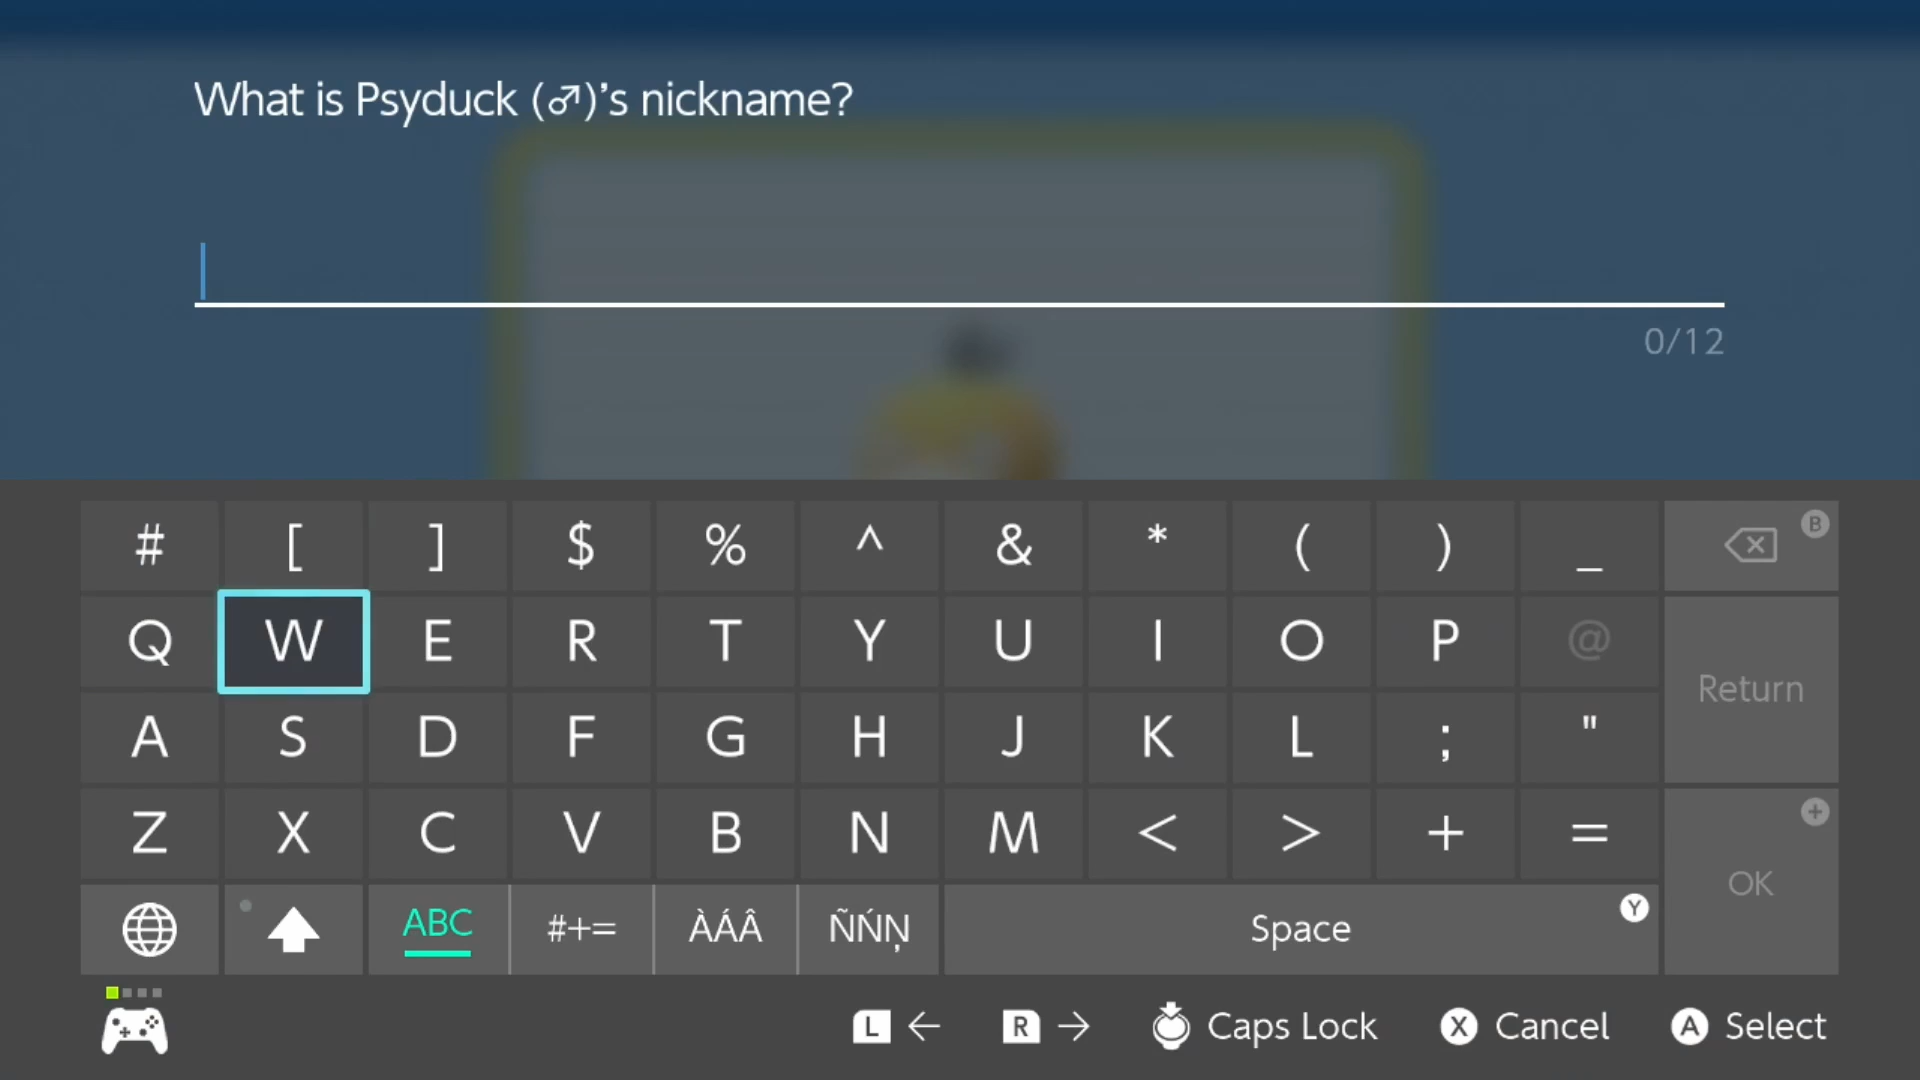 What is Psyduck (♂)’s nickname?
0/12
# [ ] $ % ^ & * ( ) _ B
Q W E R T Y U I O P @
Return
A S D F G H J K L ; "
Z X C V B N M < > + = +
OK
ABC #+= ÀÁÂ ÑŃŅ Space Y
L ← R → Caps Lock X Cancel A Select